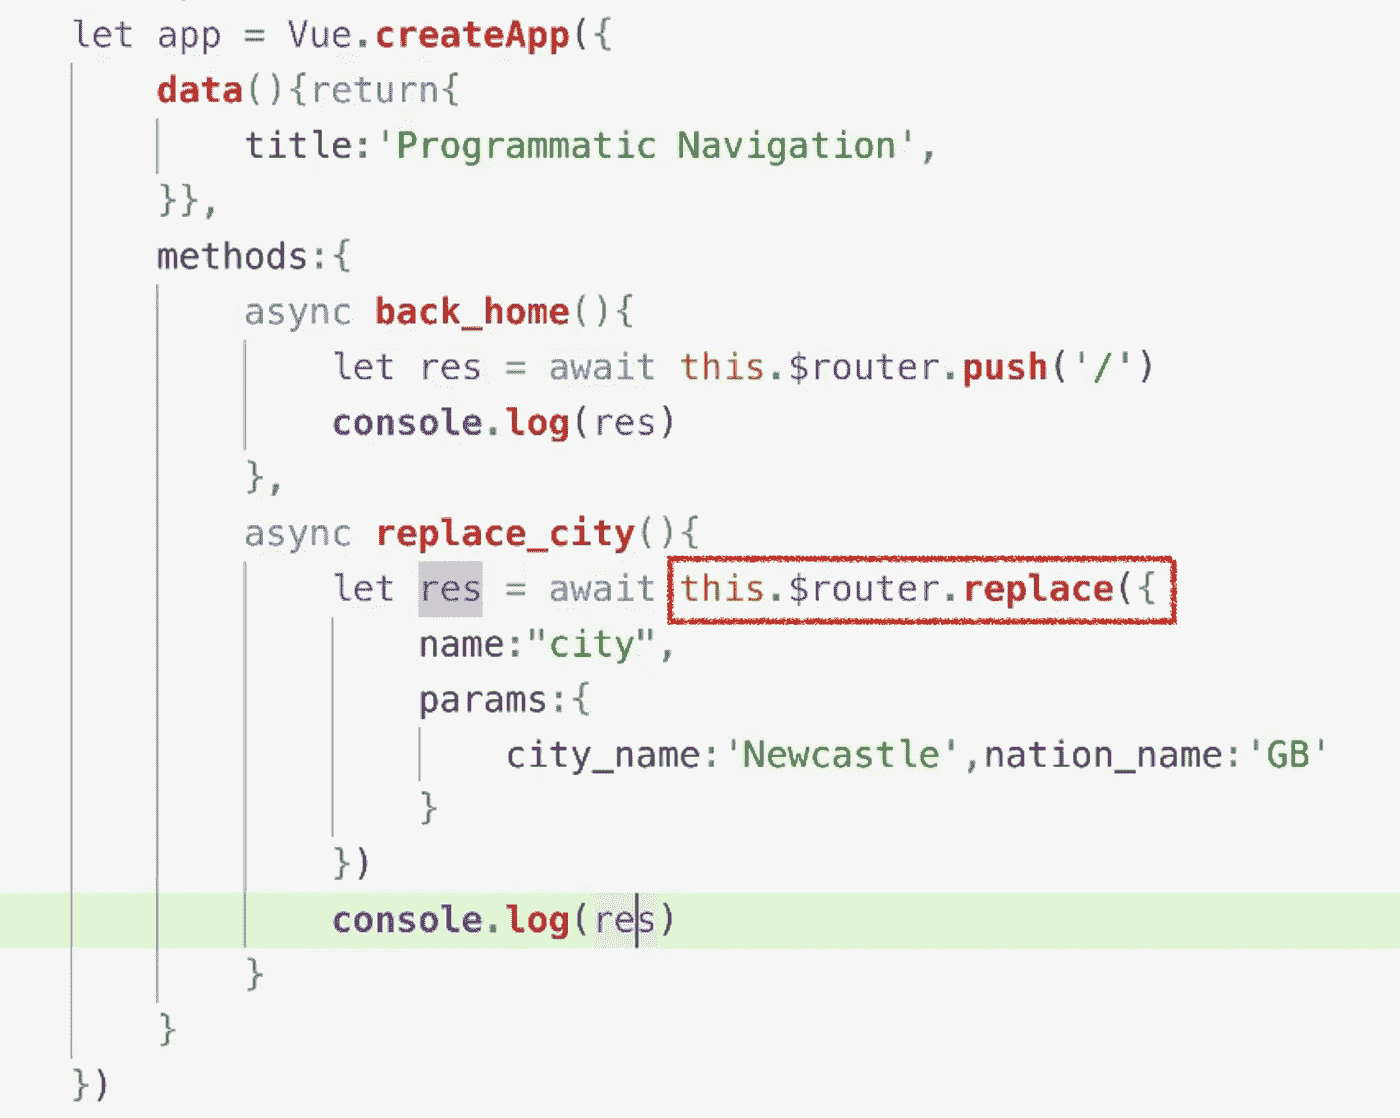 let app = Vue.createApp({
    data(){return{
        title:'Programmatic Navigation',
    }},
    methods:{
        async back_home(){
            let res = await this.$router.push('/')
            console.log(res)
        },
        async replace_city(){
            let res = await this.$router.replace({
                name:"city",
                params:{
                    city_name:'Newcastle',nation_name:'GB'
                }
            })
            console.log(res)
        }
    }
})